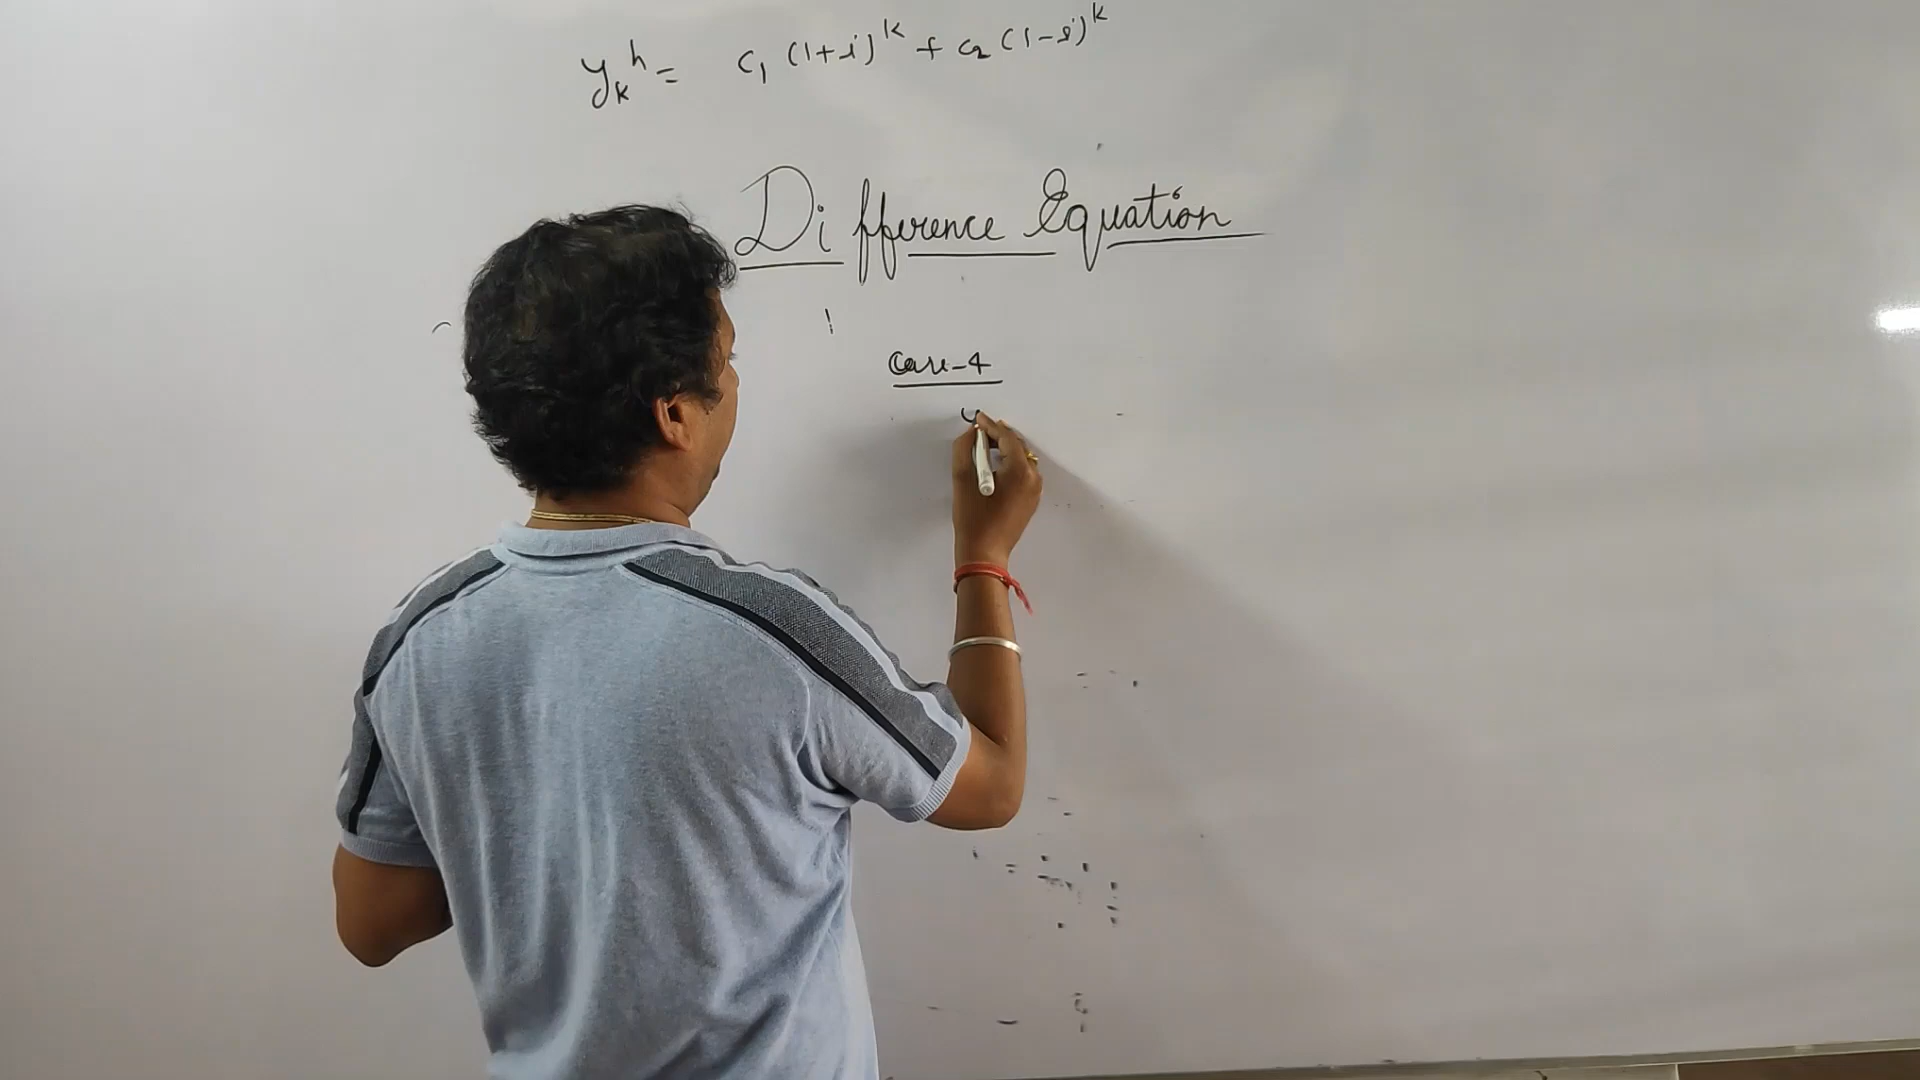 y_k^h = c_1 (1+i)^k + c_2 (1-i)^k
Difference Equation
Case-4
y